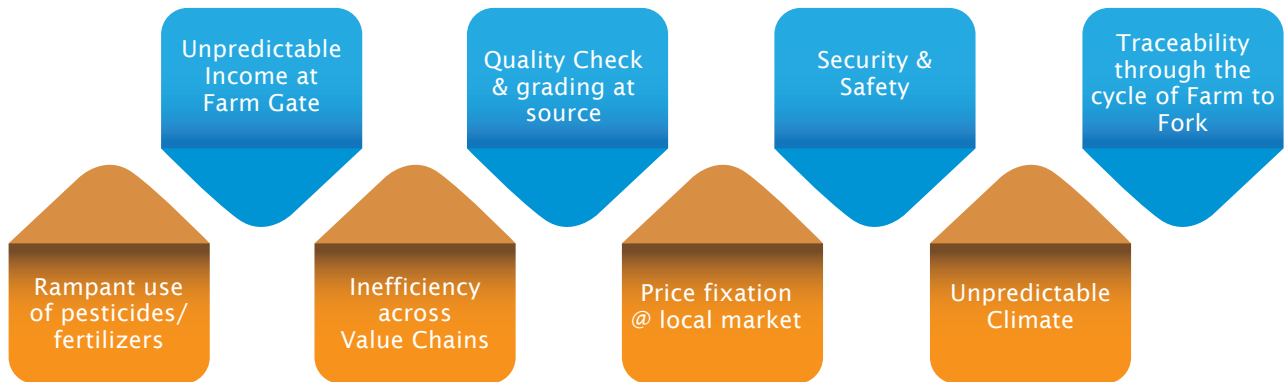 Unpredictable
Income at
Farm Gate
Quality Check
& grading at
source
Security &
Safety
Traceability
through the
cycle of Farm to
Fork
Rampant use
of pesticides/
fertilizers
Inefficiency
across
Value Chains
Price fixation
@ local market
Unpredictable
Climate